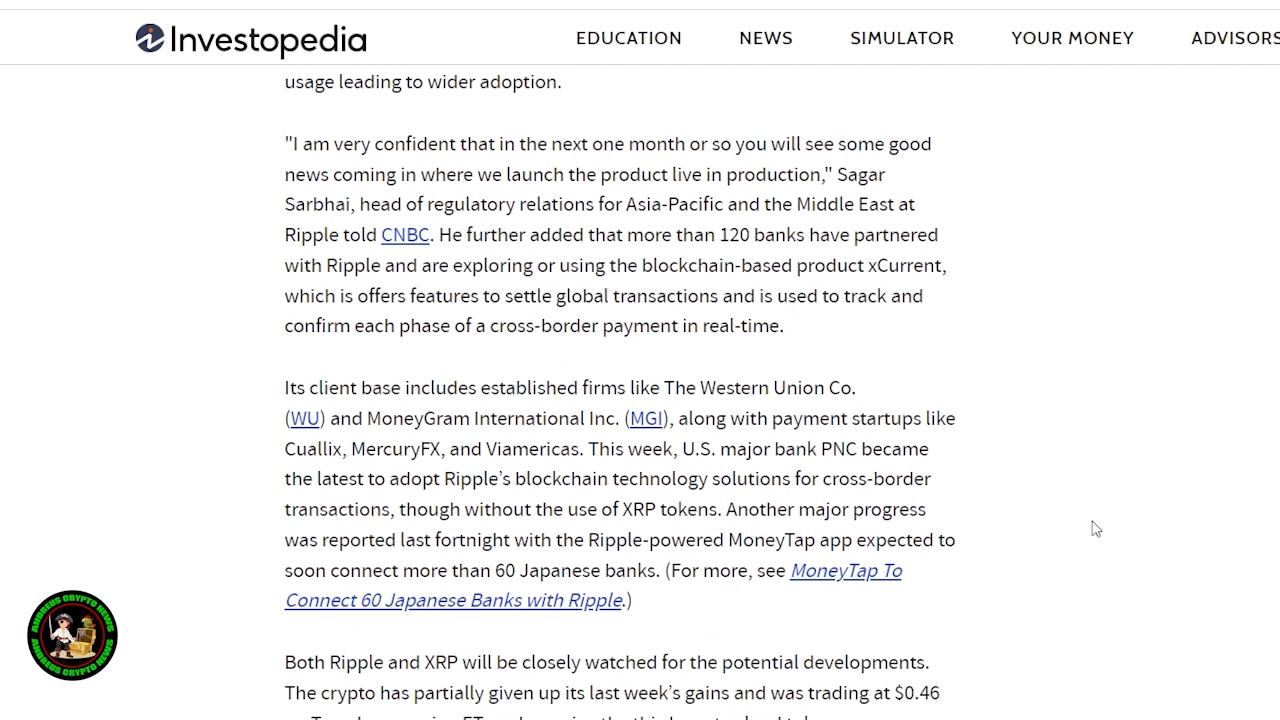 Investopedia
EDUCATION NEWS SIMULATOR YOUR MONEY ADVISORS
usage leading to wider adoption.
"I am very confident that in the next one month or so you will see some good
news coming in where we launch the product live in production," Sagar
Sarbhai, head of regulatory relations for Asia-Pacific and the Middle East at
Ripple told CNBC. He further added that more than 120 banks have partnered
with Ripple and are exploring or using the blockchain-based product xCurrent,
which is offers features to settle global transactions and is used to track and
confirm each phase of a cross-border payment in real-time.
Its client base includes established firms like The Western Union Co.
(WU) and MoneyGram International Inc. (MGI), along with payment startups like
Cuallix, MercuryFX, and Viamericas. This week, U.S. major bank PNC became
the latest to adopt Ripple’s blockchain technology solutions for cross-border
transactions, though without the use of XRP tokens. Another major progress
was reported last fortnight with the Ripple-powered MoneyTap app expected to
soon connect more than 60 Japanese banks. (For more, see MoneyTap To
Connect 60 Japanese Banks with Ripple.)
Both Ripple and XRP will be closely watched for the potential developments.
The crypto has partially given up its last week’s gains and was trading at $0.46
ANDREUS CRYPTO NEWS
ANDREUS CRYPTO NEWS